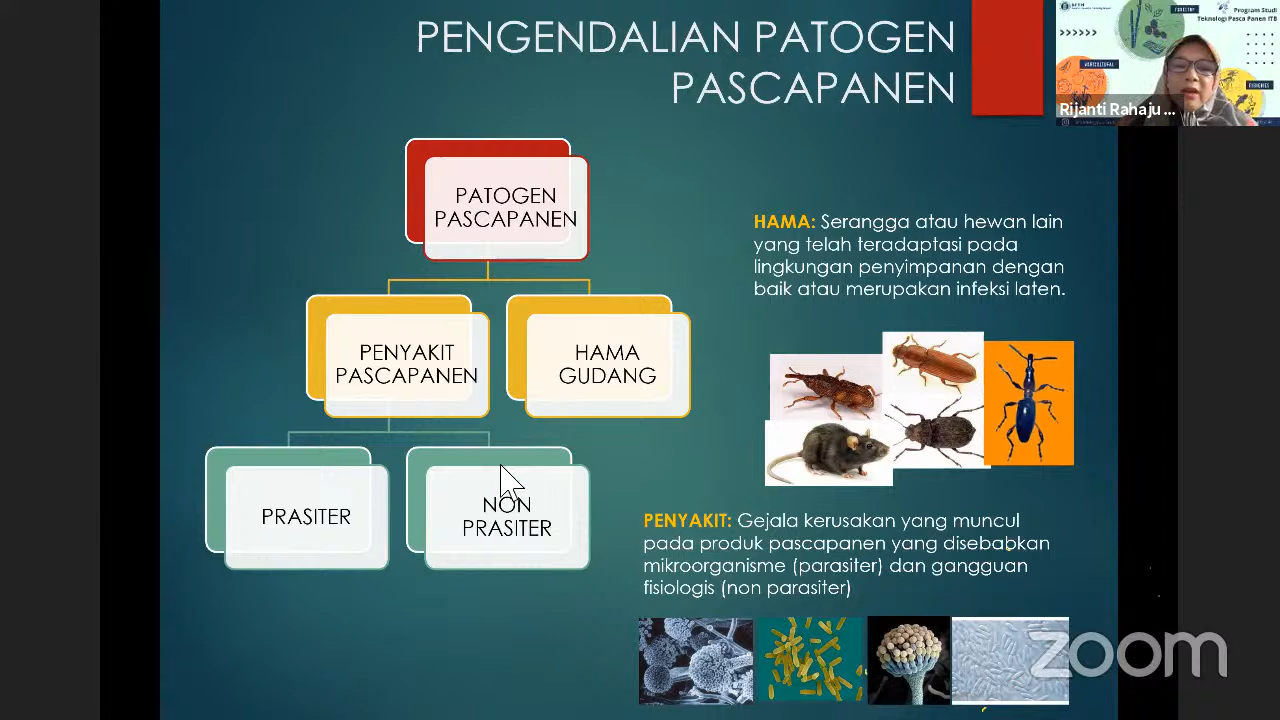 PENGENDALIAN PATOGEN
PASCAPANEN
Program Studi
Teknologi Pasca Panen ITB
Rijanti Rahaju ...
PATOGEN
PASCAPANEN
PENYAKIT
PASCAPANEN
HAMA
GUDANG
PRASITER
NON
PRASITER
HAMA: Serangga atau hewan lain
yang telah teradaptasi pada
lingkungan penyimpanan dengan
baik atau merupakan infeksi laten.
PENYAKIT: Gejala kerusakan yang muncul
pada produk pascapanen yang disebabkan
mikroorganisme (parasiter) dan gangguan
fisiologis (non parasiter)
zoom